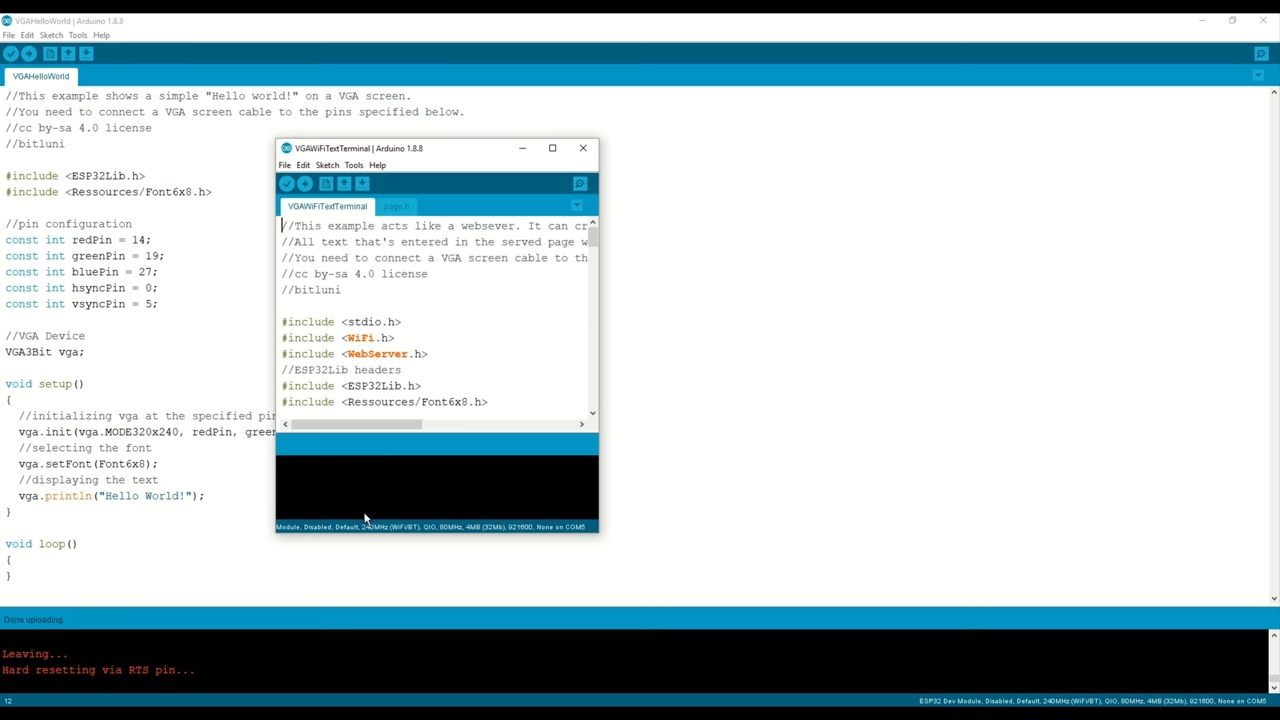 VGAHelloWorld | Arduino 1.8.8
File Edit Sketch Tools Help
VGAHelloWorld
//This example shows a simple "Hello world!" on a VGA screen.
//You need to connect a VGA screen cable to the pins specified below.
//cc by-sa 4.0 license
//bitluni
#include <ESP32Lib.h>
#include <Ressources/Font6x8.h>
//pin configuration
const int redPin = 14;
const int greenPin = 19;
const int bluePin = 27;
const int hsyncPin = 0;
const int vsyncPin = 5;
//VGA Device
VGA3Bit vga;
void setup()
{
//initializing vga at the specified pin
vga.init(vga.MODE320x240, redPin, green
//selecting the font
vga.setFont(Font6x8);
//displaying the text
vga.println("Hello World!");
}
void loop()
{
}
VGAWiFiTextTerminal | Arduino 1.8.8
File Edit Sketch Tools Help
VGAWiFiTextTerminal page.h
//This example acts like a websever. It can cr
//All text that's entered in the served page w
//You need to connect a VGA screen cable to th
//cc by-sa 4.0 license
//bitluni
#include <stdio.h>
#include <WiFi.h>
#include <WebServer.h>
//ESP32Lib headers
#include <ESP32Lib.h>
#include <Ressources/Font6x8.h>
Module, Disabled, Default, 240MHz (WiFi/BT), QIO, 80MHz, 4MB (32Mb), 921600, None on COM5
Done uploading.
Leaving...
Hard resetting via RTS pin...
12 ESP32 Dev Module, Disabled, Default, 240MHz (WiFi/BT), QIO, 80MHz, 4MB (32Mb), 921600, None on COM5